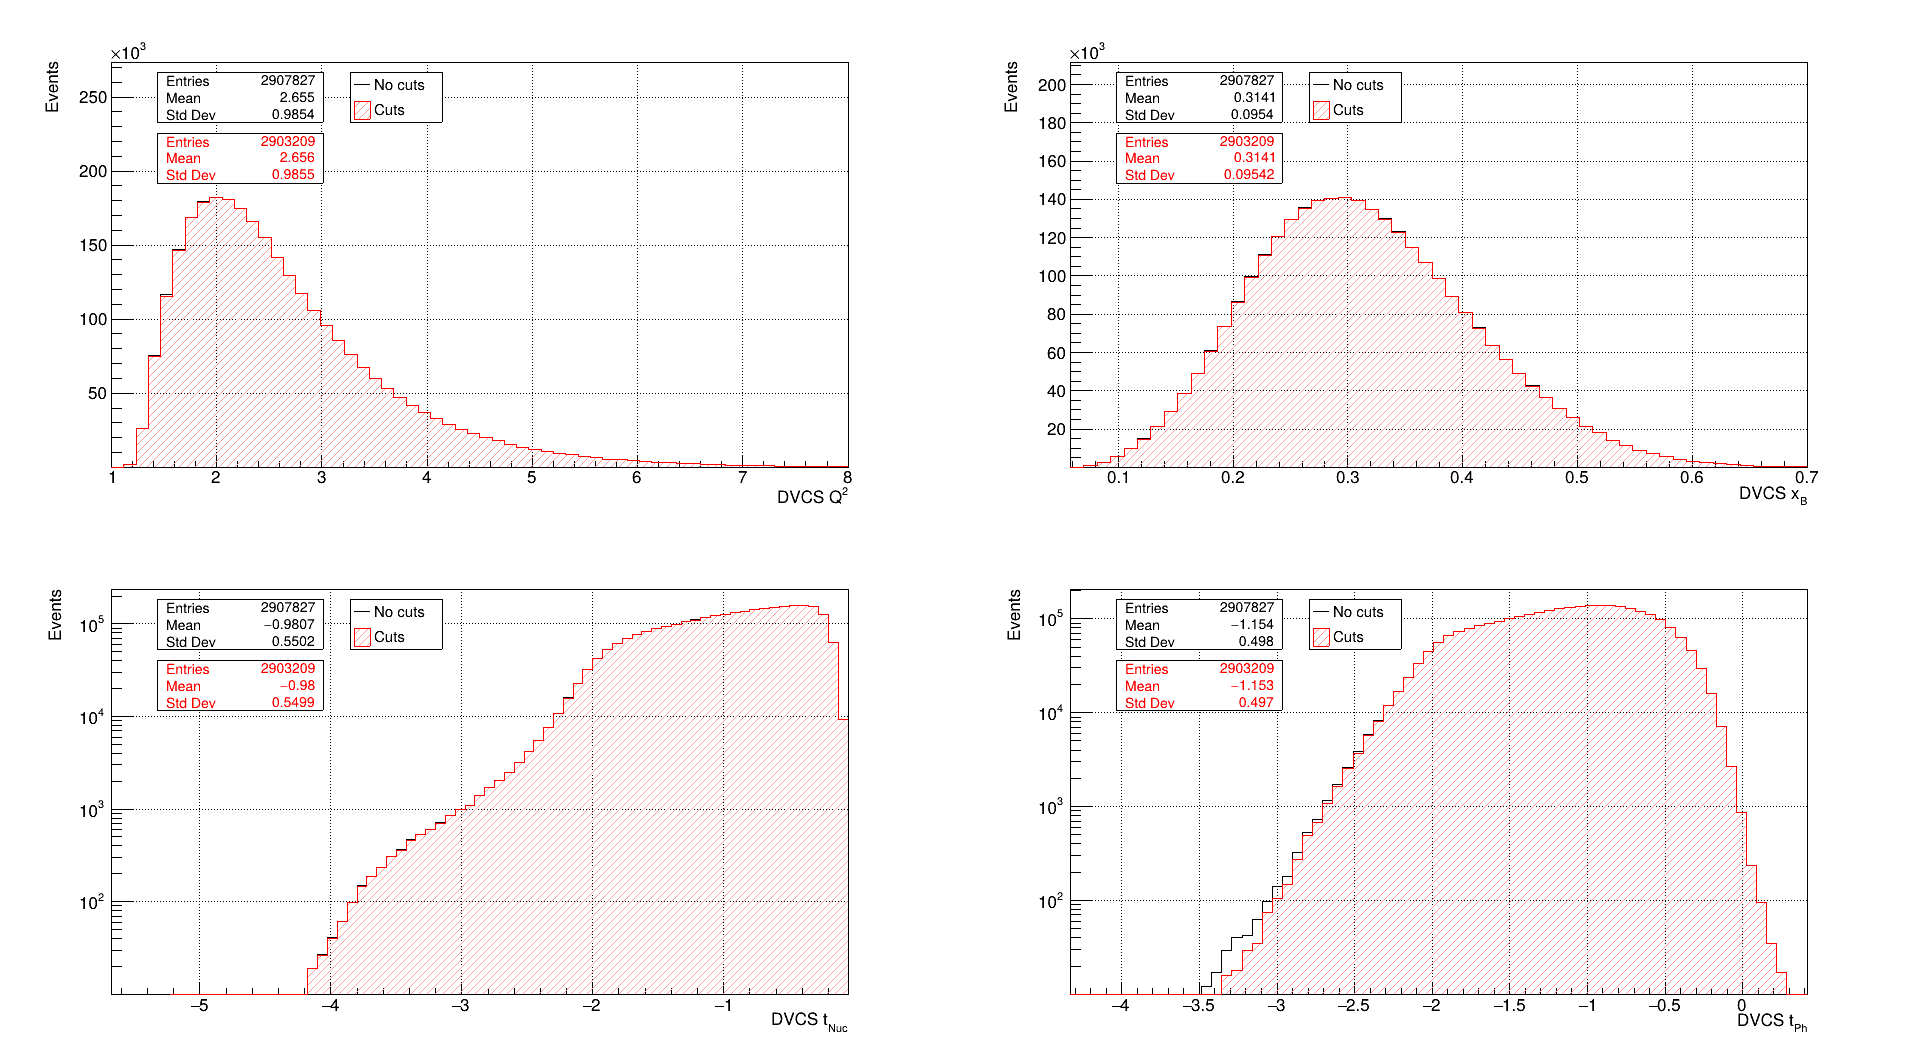 ×10³
Events
Entries 2907827
Mean 2.655
Std Dev 0.9854
Entries 2903209
Mean 2.656
Std Dev 0.9855
No cuts
Cuts
250
200
150
100
50
1 2 3 4 5 6 7 8
DVCS Q²
×10³
Events
Entries 2907827
Mean 0.3141
Std Dev 0.0954
Entries 2903209
Mean 0.3141
Std Dev 0.09542
No cuts
Cuts
200
180
160
140
120
100
80
60
40
20
0.1 0.2 0.3 0.4 0.5 0.6 0.7
DVCS x_B
Events
Entries 2907827
Mean −0.9807
Std Dev 0.5502
Entries 2903209
Mean −0.98
Std Dev 0.5499
No cuts
Cuts
10⁵
10⁴
10³
10²
−5 −4 −3 −2 −1
DVCS t_Nuc
Events
Entries 2907827
Mean −1.154
Std Dev 0.498
Entries 2903209
Mean −1.153
Std Dev 0.497
No cuts
Cuts
10⁵
10⁴
10³
10²
−4 −3.5 −3 −2.5 −2 −1.5 −1 −0.5 0
DVCS t_Ph